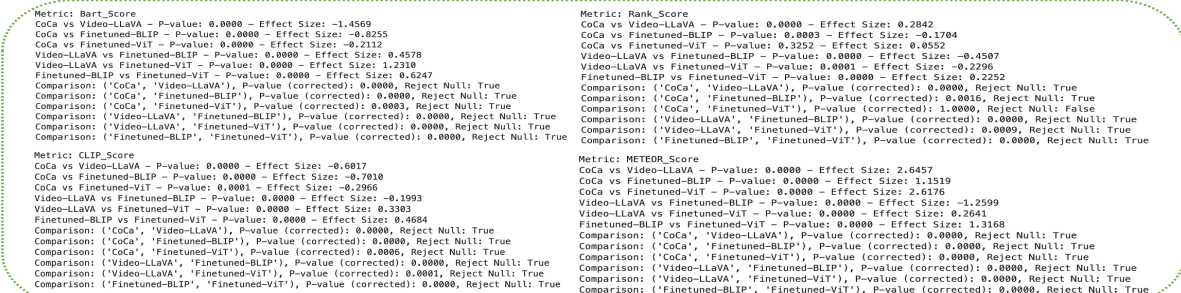 Metric: Bart_Score
CoCa vs Video-LLaVA – P-value: 0.0000 – Effect Size: -1.4569
CoCa vs Finetuned-BLIP – P-value: 0.0000 – Effect Size: -0.8255
CoCa vs Finetuned-ViT – P-value: 0.0000 – Effect Size: -0.2112
Video-LLaVA vs Finetuned-BLIP – P-value: 0.0000 – Effect Size: 0.4578
Video-LLaVA vs Finetuned-ViT – P-value: 0.0000 – Effect Size: 1.2310
Finetuned-BLIP vs Finetuned-ViT – P-value: 0.0000 – Effect Size: 0.6247
Comparison: ('CoCa', 'Video-LLaVA'), P-value (corrected): 0.0000, Reject Null: True
Comparison: ('CoCa', 'Finetuned-BLIP'), P-value (corrected): 0.0000, Reject Null: True
Comparison: ('CoCa', 'Finetuned-ViT'), P-value (corrected): 0.0003, Reject Null: True
Comparison: ('Video-LLaVA', 'Finetuned-BLIP'), P-value (corrected): 0.0000, Reject Null: True
Comparison: ('Video-LLaVA', 'Finetuned-ViT'), P-value (corrected): 0.0000, Reject Null: True
Comparison: ('Finetuned-BLIP', 'Finetuned-ViT'), P-value (corrected): 0.0000, Reject Null: True
Metric: CLIP_Score
CoCa vs Video-LLaVA – P-value: 0.0000 – Effect Size: -0.6017
CoCa vs Finetuned-BLIP – P-value: 0.0000 – Effect Size: -0.7010
CoCa vs Finetuned-ViT – P-value: 0.0001 – Effect Size: -0.2966
Video-LLaVA vs Finetuned-BLIP – P-value: 0.0000 – Effect Size: -0.1993
Video-LLaVA vs Finetuned-ViT – P-value: 0.0000 – Effect Size: 0.3303
Finetuned-BLIP vs Finetuned-ViT – P-value: 0.0000 – Effect Size: 0.4684
Comparison: ('CoCa', 'Video-LLaVA'), P-value (corrected): 0.0000, Reject Null: True
Comparison: ('CoCa', 'Finetuned-BLIP'), P-value (corrected): 0.0000, Reject Null: True
Comparison: ('CoCa', 'Finetuned-ViT'), P-value (corrected): 0.0006, Reject Null: True
Comparison: ('Video-LLaVA', 'Finetuned-BLIP'), P-value (corrected): 0.0000, Reject Null: True
Comparison: ('Video-LLaVA', 'Finetuned-ViT'), P-value (corrected): 0.0001, Reject Null: True
Comparison: ('Finetuned-BLIP', 'Finetuned-ViT'), P-value (corrected): 0.0000, Reject Null: True
Metric: Rank_Score
CoCa vs Video-LLaVA – P-value: 0.0000 – Effect Size: 0.2842
CoCa vs Finetuned-BLIP – P-value: 0.0003 – Effect Size: -0.1704
CoCa vs Finetuned-ViT – P-value: 0.3252 – Effect Size: 0.0552
Video-LLaVA vs Finetuned-BLIP – P-value: 0.0000 – Effect Size: -0.4507
Video-LLaVA vs Finetuned-ViT – P-value: 0.0001 – Effect Size: -0.2296
Finetuned-BLIP vs Finetuned-ViT – P-value: 0.0000 – Effect Size: 0.2252
Comparison: ('CoCa', 'Video-LLaVA'), P-value (corrected): 0.0000, Reject Null: True
Comparison: ('CoCa', 'Finetuned-BLIP'), P-value (corrected): 0.0016, Reject Null: True
Comparison: ('CoCa', 'Finetuned-ViT'), P-value (corrected): 1.0000, Reject Null: False
Comparison: ('Video-LLaVA', 'Finetuned-BLIP'), P-value (corrected): 0.0000, Reject Null: True
Comparison: ('Video-LLaVA', 'Finetuned-ViT'), P-value (corrected): 0.0009, Reject Null: True
Comparison: ('Finetuned-BLIP', 'Finetuned-ViT'), P-value (corrected): 0.0000, Reject Null: True
Metric: METEOR_Score
CoCa vs Video-LLaVA – P-value: 0.0000 – Effect Size: 2.6457
CoCa vs Finetuned-BLIP – P-value: 0.0000 – Effect Size: 1.1519
CoCa vs Finetuned-ViT – P-value: 0.0000 – Effect Size: 2.6176
Video-LLaVA vs Finetuned-BLIP – P-value: 0.0000 – Effect Size: -1.2599
Video-LLaVA vs Finetuned-ViT – P-value: 0.0000 – Effect Size: 0.2641
Finetuned-BLIP vs Finetuned-ViT – P-value: 0.0000 – Effect Size: 1.3168
Comparison: ('CoCa', 'Video-LLaVA'), P-value (corrected): 0.0000, Reject Null: True
Comparison: ('CoCa', 'Finetuned-BLIP'), P-value (corrected): 0.0000, Reject Null: True
Comparison: ('CoCa', 'Finetuned-ViT'), P-value (corrected): 0.0000, Reject Null: True
Comparison: ('Video-LLaVA', 'Finetuned-BLIP'), P-value (corrected): 0.0000, Reject Null: True
Comparison: ('Video-LLaVA', 'Finetuned-ViT'), P-value (corrected): 0.0000, Reject Null: True
Comparison: ('Finetuned-BLIP', 'Finetuned-ViT'), P-value (corrected): 0.0000, Reject Null: True